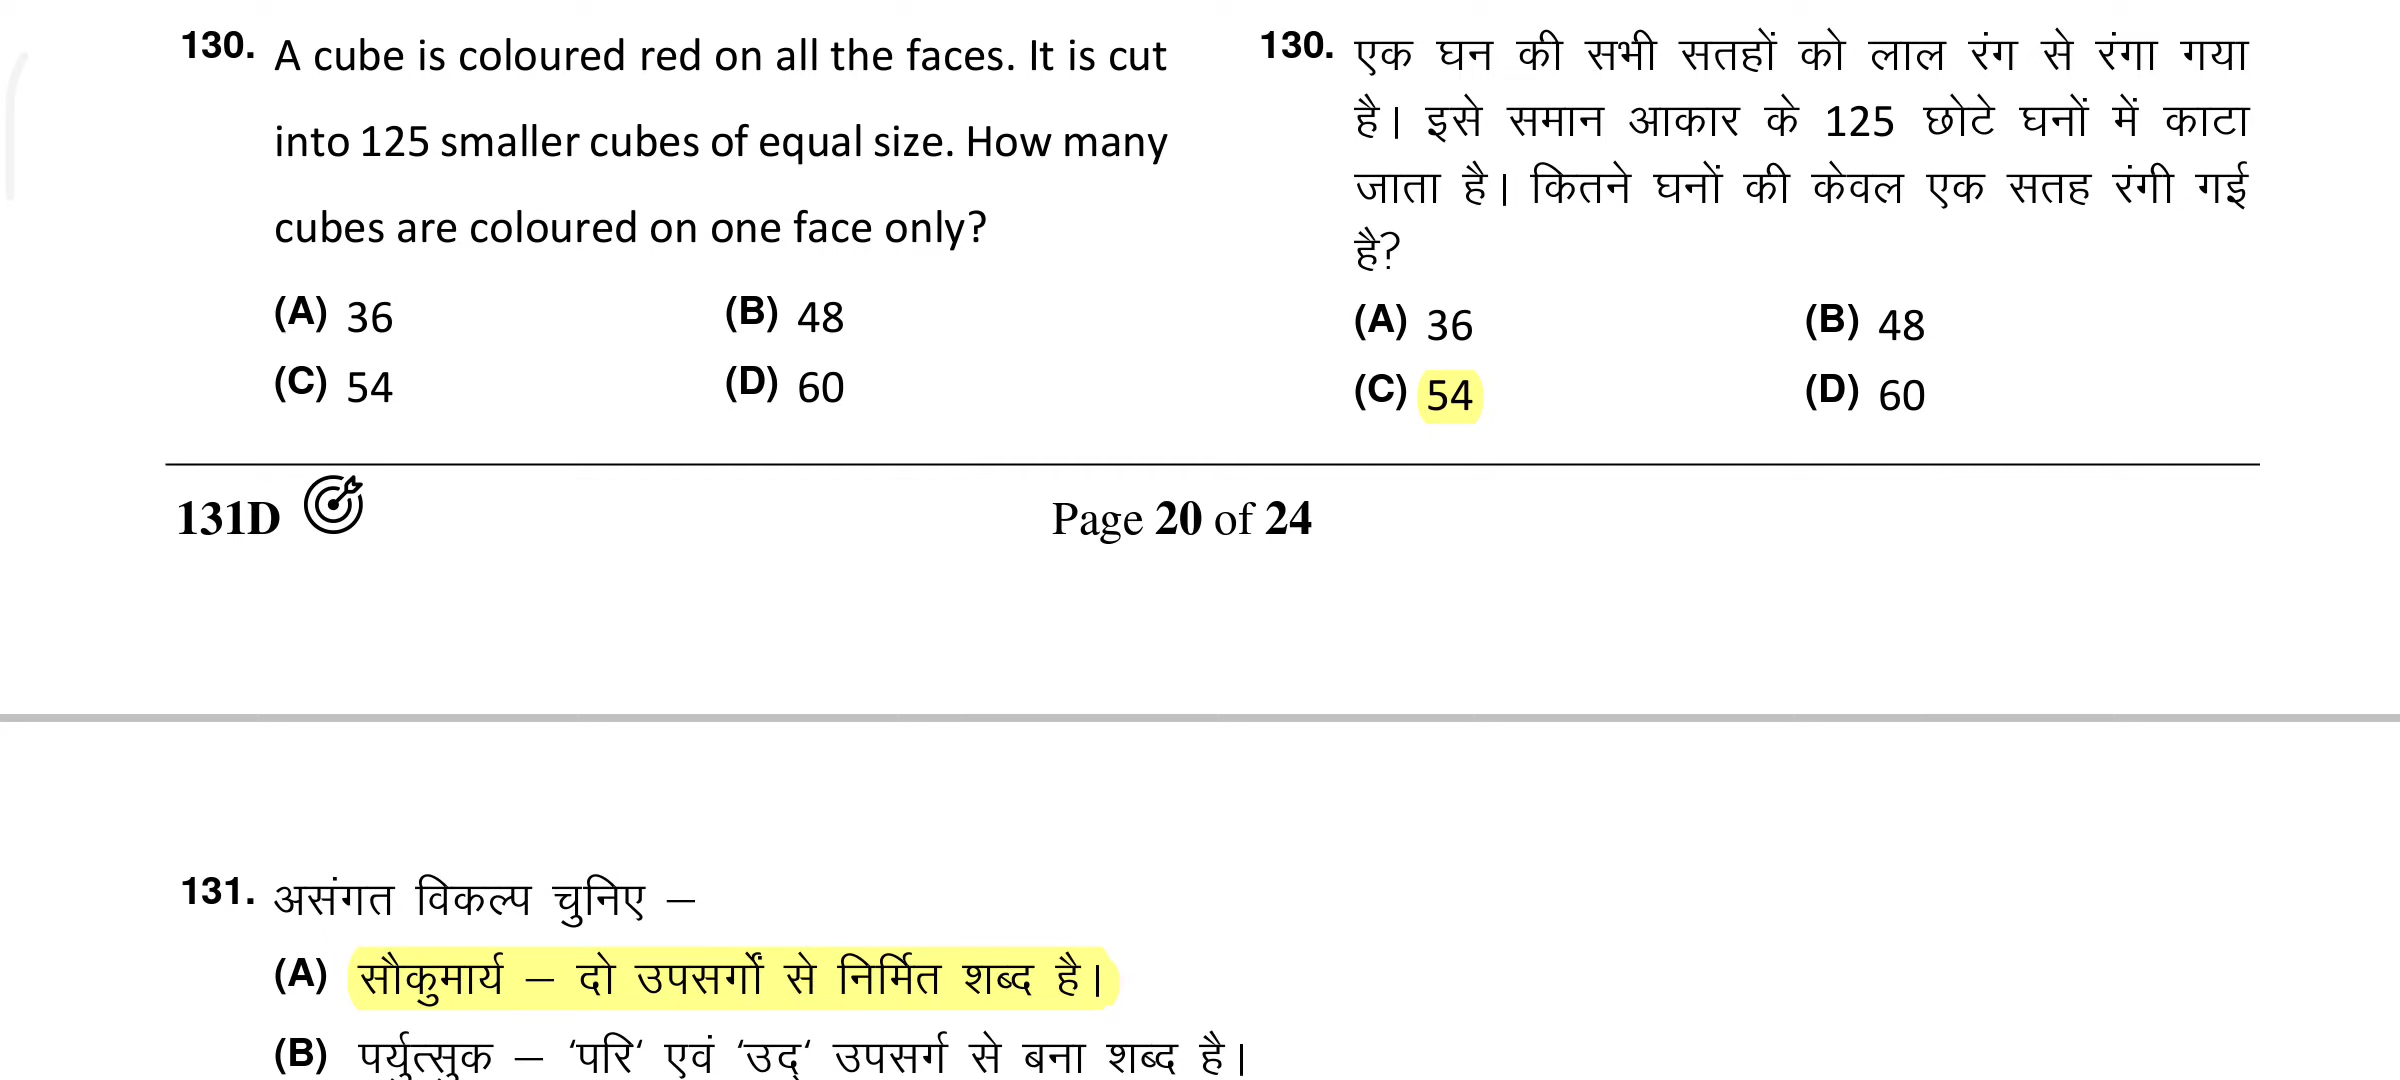 130. A cube is coloured red on all the faces. It is cut
into 125 smaller cubes of equal size. How many
cubes are coloured on one face only?
(A) 36 (B) 48
(C) 54 (D) 60
130. एक घन की सभी सतहों को लाल रंग से रंगा गया
है। इसे समान आकार के 125 छोटे घनों में काटा
जाता है। कितने घनों की केवल एक सतह रंगी गई
है?
(A) 36 (B) 48
(C) 54 (D) 60
131D Page 20 of 24
131. असंगत विकल्प चुनिए –
(A) सौकुमार्य – दो उपसर्गों से निर्मित शब्द है।
(B) पर्युत्सुक – ‘परि‘ एवं ‘उद्‘ उपसर्ग से बना शब्द है।